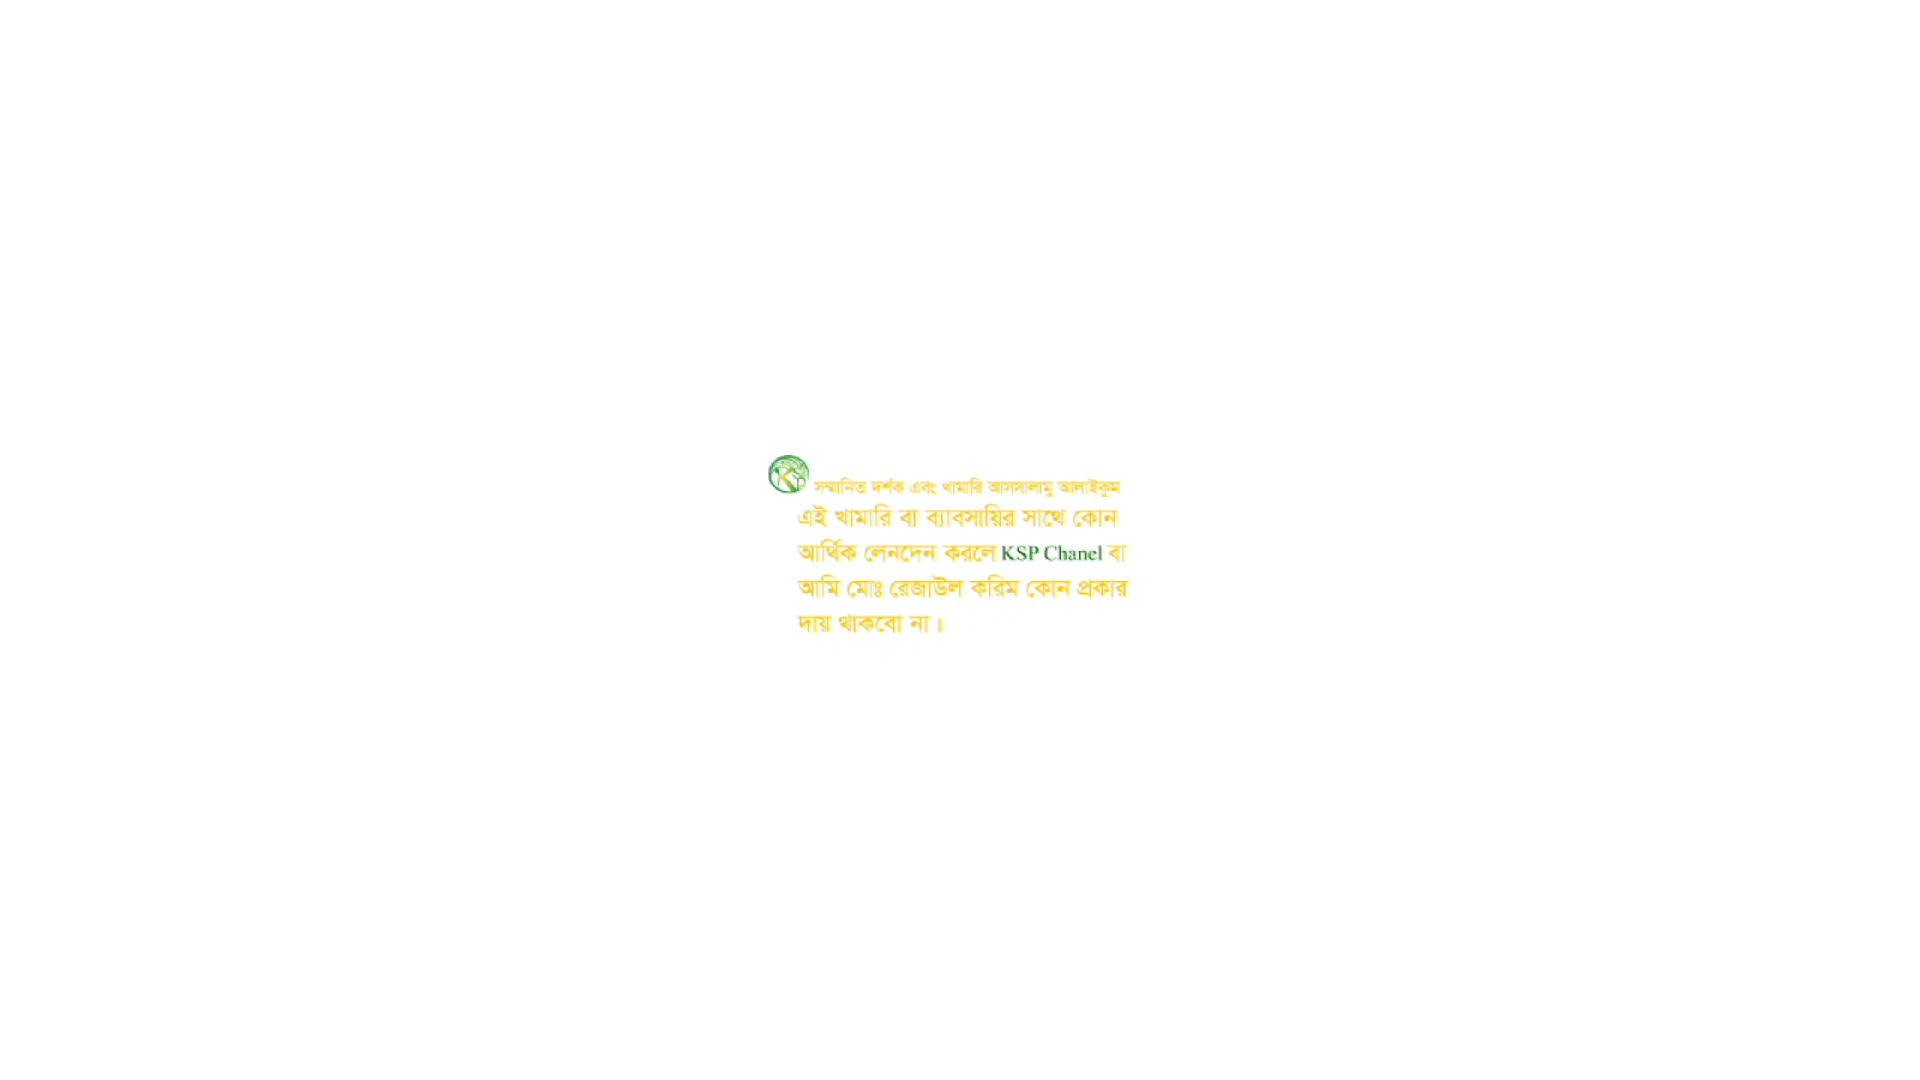 KSP
সম্মানিত দর্শক এবং খামারি আসসালামু আলাইকুম
এই খামারি বা ব্যাবসায়ির সাথে কোন
আর্থিক লেনদেন করলে KSP Chanel বা
আমি মোঃ রেজাউল করিম কোন প্রকার
দায় থাকবো না।